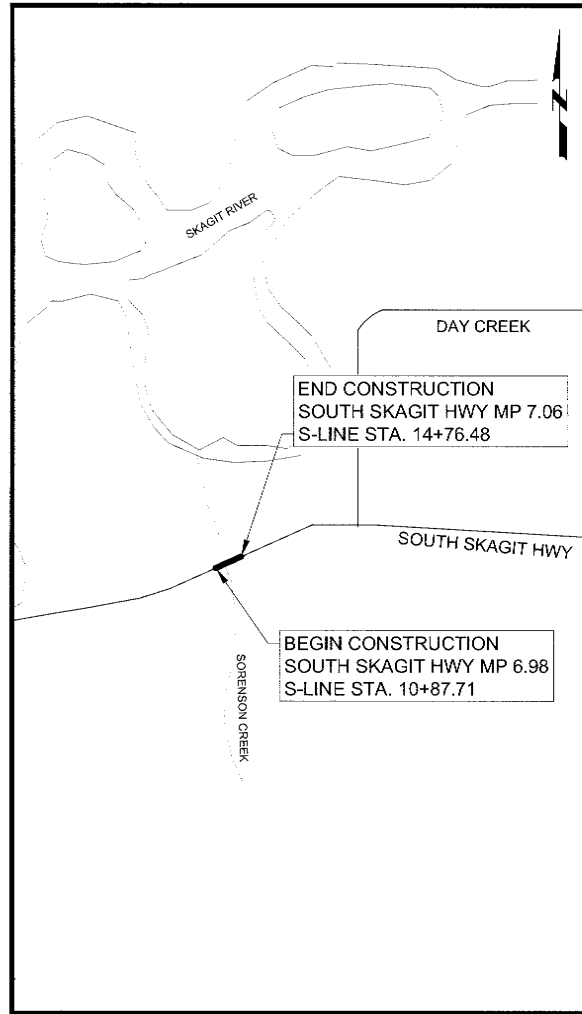 N
SKAGIT RIVER
DAY CREEK
END CONSTRUCTION
SOUTH SKAGIT HWY MP 7.06
S-LINE STA. 14+76.48
SOUTH SKAGIT HWY
BEGIN CONSTRUCTION
SOUTH SKAGIT HWY MP 6.98
S-LINE STA. 10+87.71
SORENSON CREEK